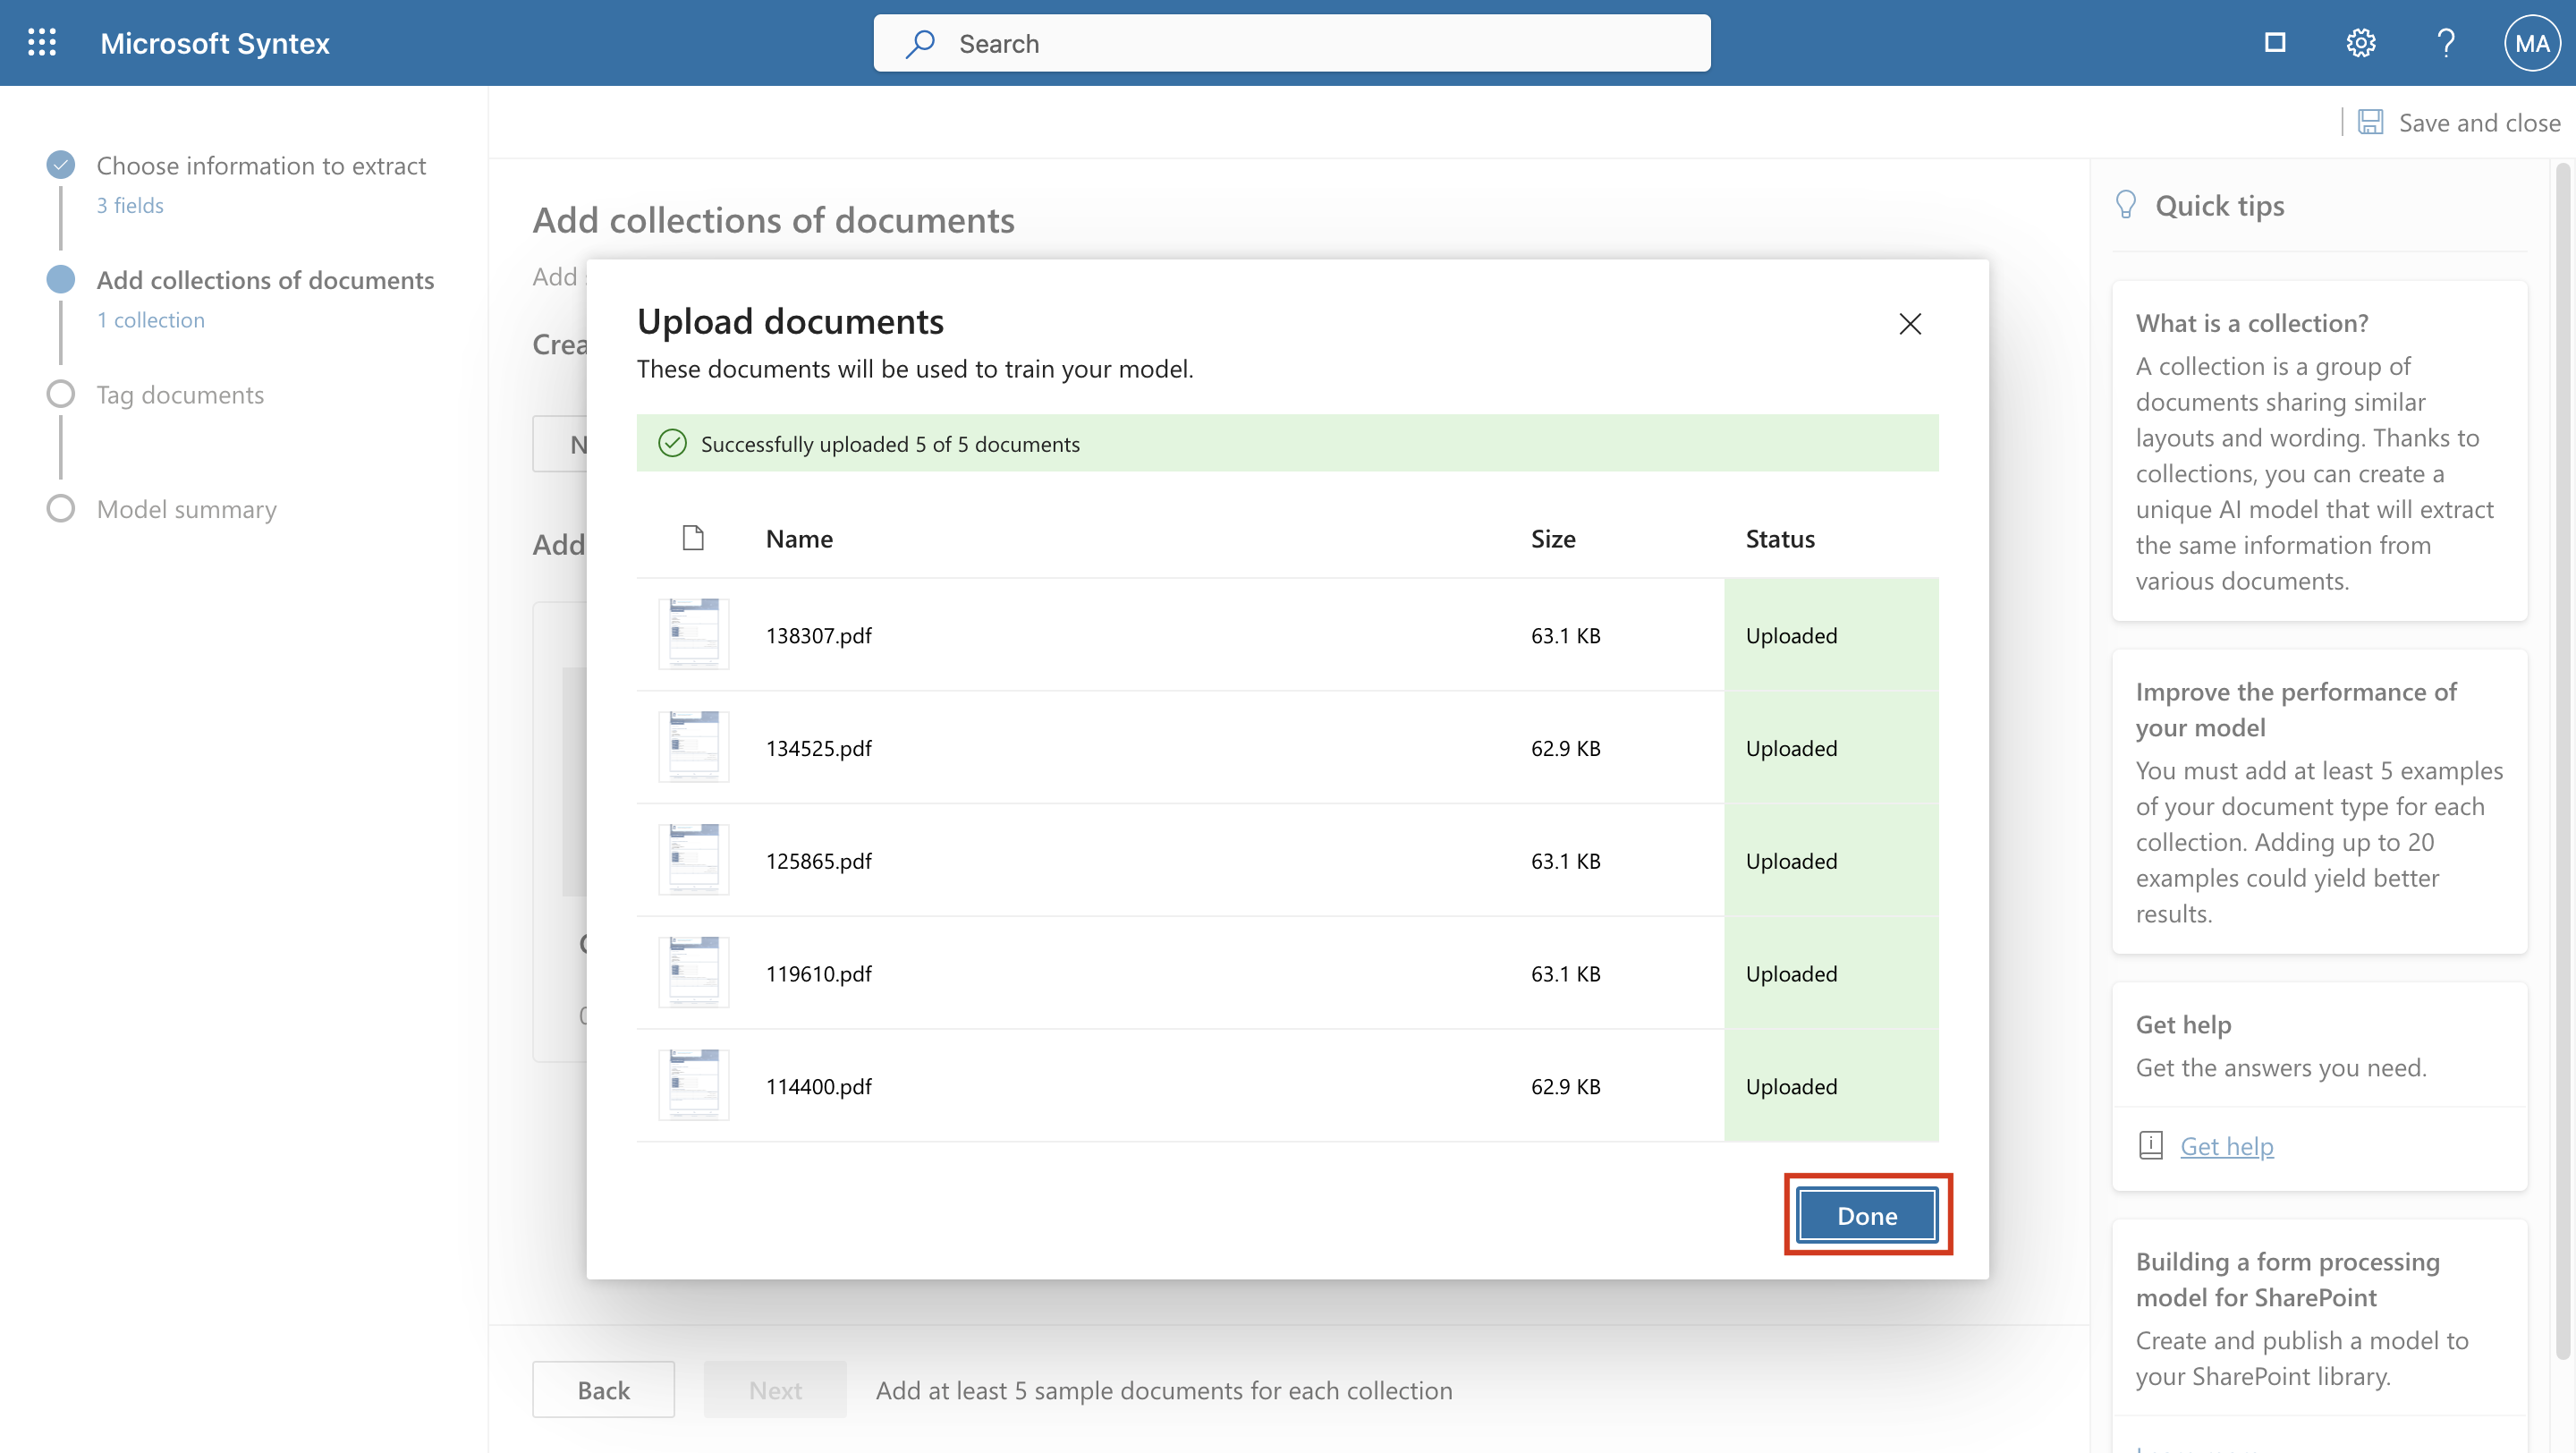 Microsoft Syntex
Search
MA
Save and close
Choose information to extract
3 fields
Add collections of documents
1 collection
Tag documents
Model summary
Add collections of documents
Add
Crea
N
Add
Upload documents
These documents will be used to train your model.
Successfully uploaded 5 of 5 documents
Name Size Status
138307.pdf 63.1 KB Uploaded
134525.pdf 62.9 KB Uploaded
125865.pdf 63.1 KB Uploaded
119610.pdf 63.1 KB Uploaded
114400.pdf 62.9 KB Uploaded
Done
Back
Next
Add at least 5 sample documents for each collection
Quick tips
What is a collection?
A collection is a group of
documents sharing similar
layouts and wording. Thanks to
collections, you can create a
unique AI model that will extract
the same information from
various documents.
Improve the performance of
your model
You must add at least 5 examples
of your document type for each
collection. Adding up to 20
examples could yield better
results.
Get help
Get the answers you need.
Get help
Building a form processing
model for SharePoint
Create and publish a model to
your SharePoint library.